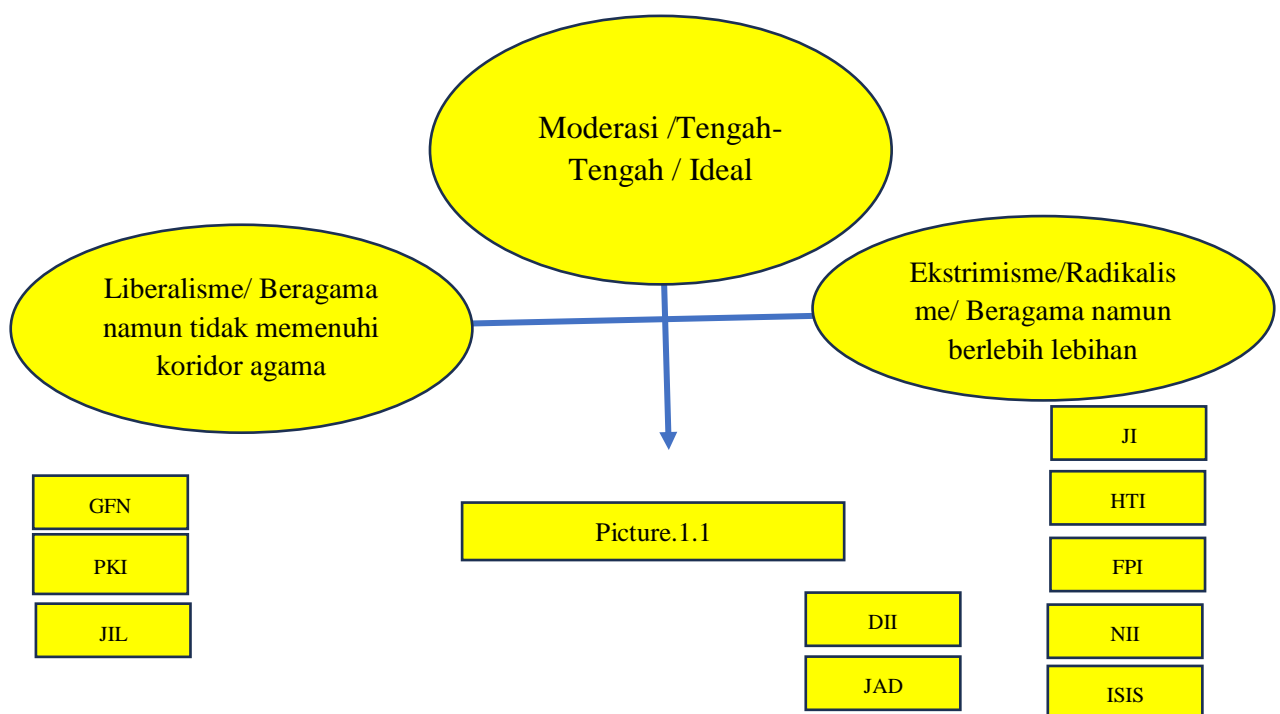 Moderasi /Tengah-
Tengah / Ideal
Liberalisme/ Beragama
namun tidak memenuhi
koridor agama
Ekstrimisme/Radikalis
me/ Beragama namun
berlebih lebihan
GFN
PKI
JIL
Picture.1.1
DII
JAD
JI
HTI
FPI
NII
ISIS